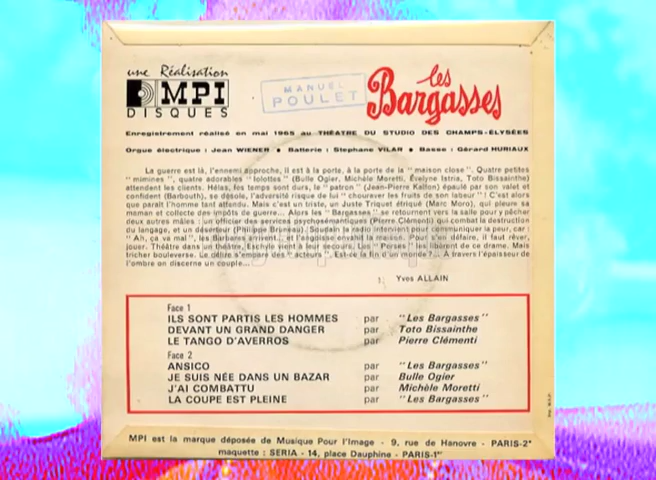 une Réalisation
MPI
DISQUES
MANUEL
POULET
les
Bargasses
Enregistrement réalisé en mai 1965 au THÉATRE DU STUDIO DES CHAMPS-ÉLYSÉES
Orgue électrique : Jean WIENER • Batterie : Stephane VILAR • Basse : Gérard HURIAUX
La guerre est là, l'ennemi approche, il est à la porte, à la porte de la "maison close". Quatre petites
"mimines", quatre adorables "lolottes" (Bulle Ogier, Michèle Moretti, Évelyne Istria, Toto Bissainthe)
attendent les clients. Hélas, les temps sont durs, le "patron" (Jean-Pierre Kalfon) épaulé par son valet et
confident (Barbouth), se désole, l'adversité risque de lui "chouraver les fruits de son labeur" ! C'est alors
que paraît l'homme tant attendu. Mais c'est un triste, un Juste Triquet étriqué (Marc Moro), qui pleure sa
maman et collecte des impôts de guerre... Alors les "Bargasses" se retournent vers la salle pour y pêcher
deux autres mâles : un officier des services psychosémantiques (Pierre Clémenti) qui combat la destruction
du langage, et un déserteur (Philippe Bruneau). Soudain la radio intervient pour communiquer la peur, car :
"Ah, ca va mal", les Barbares arrivent... et l'angoisse envahit la maison. Pour s'en défaire, il faut rêver,
jouer. Théâtre dans un théâtre, Eschyle vient à leur secours. Les "Perses" les libèrent de ce drame. Mais
tricher bouleverse. Le délire s'empare des "acteurs". Est-ce la fin d'un monde ?... A travers l'épaisseur de
l'ombre on discerne un couple...
Yves ALLAIN
Face 1
ILS SONT PARTIS LES HOMMES par "Les Bargasses"
DEVANT UN GRAND DANGER par Toto Bissainthe
LE TANGO D'AVERROS par Pierre Clémenti
Face 2
ANSICO par "Les Bargasses"
JE SUIS NÉE DANS UN BAZAR par Bulle Ogier
J'AI COMBATTU par Michèle Moretti
LA COUPE EST PLEINE par "Les Bargasses"
MPI est la marque déposée de Musique Pour l'Image - 9, rue de Hanovre - PARIS-2e
maquette : SERIA - 14, place Dauphine - PARIS-1er